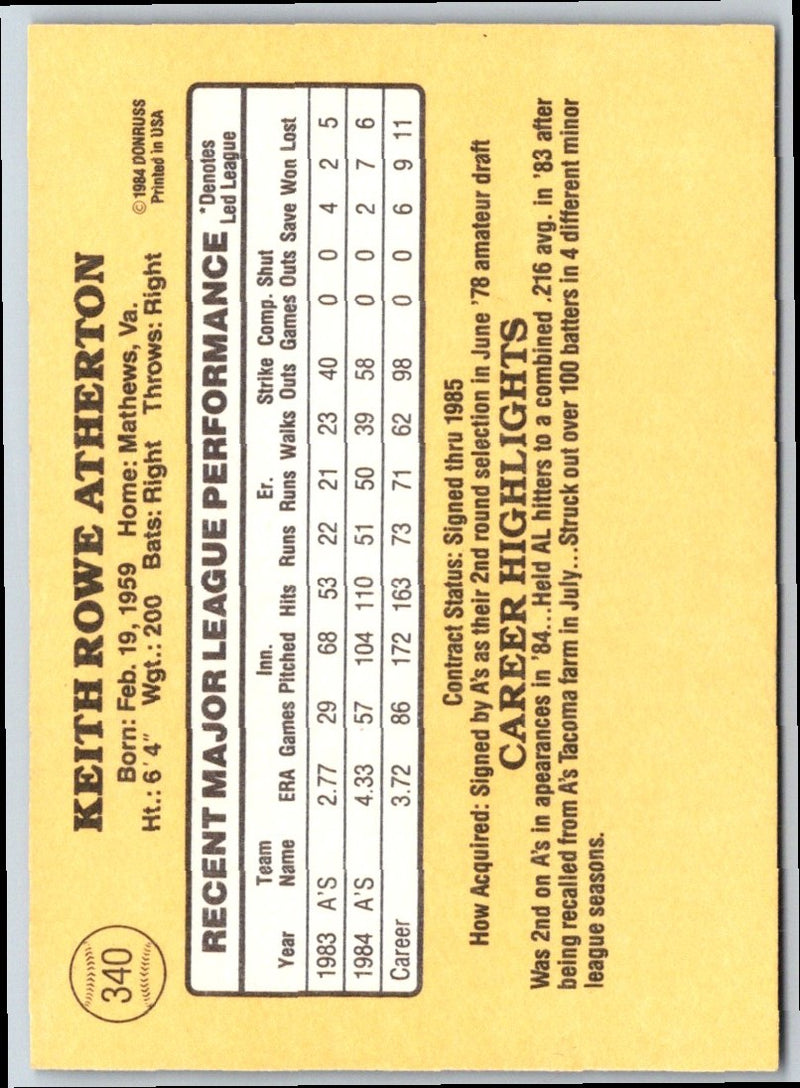 340
KEITH ROWE ATHERTON
Born: Feb. 19, 1959 Home: Mathews, Va.
Ht.: 6'4" Wgt.: 200 Bats: Right Throws: Right
© 1984 DONRUSS
Printed in USA
RECENT MAJOR LEAGUE PERFORMANCE *Denotes Led League
Team Inn. Er. Strike Comp. Shut
Year Name ERA Games Pitched Hits Runs Runs Walks Outs Games Outs Save Won Lost
1983 A'S 2.77 29 68 53 22 21 23 40 0 0 4 2 5
1984 A'S 4.33 57 104 110 51 50 39 58 0 0 2 7 6
Career 3.72 86 172 163 73 71 62 98 0 0 6 9 11
Contract Status: Signed thru 1985
How Acquired: Signed by A's as their 2nd round selection in June '78 amateur draft
CAREER HIGHLIGHTS
Was 2nd on A's in apearances in '84...Held AL hitters to a combined .216 avg. in '83 after
being recalled from A's Tacoma farm in July...Struck out over 100 batters in 4 different minor
league seasons.